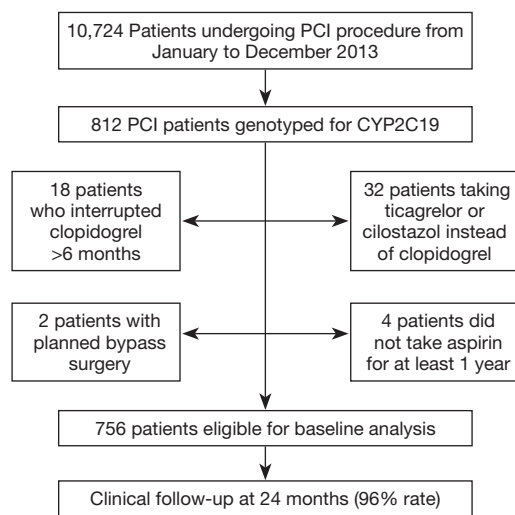 10,724 Patients undergoing PCI procedure from
January to December 2013
812 PCI patients genotyped for CYP2C19
18 patients
who interrupted
clopidogrel
>6 months
32 patients taking
ticagrelor or
cilostazol instead
of clopidogrel
2 patients with
planned bypass
surgery
4 patients did
not take aspirin
for at least 1 year
756 patients eligible for baseline analysis
Clinical follow-up at 24 months (96% rate)